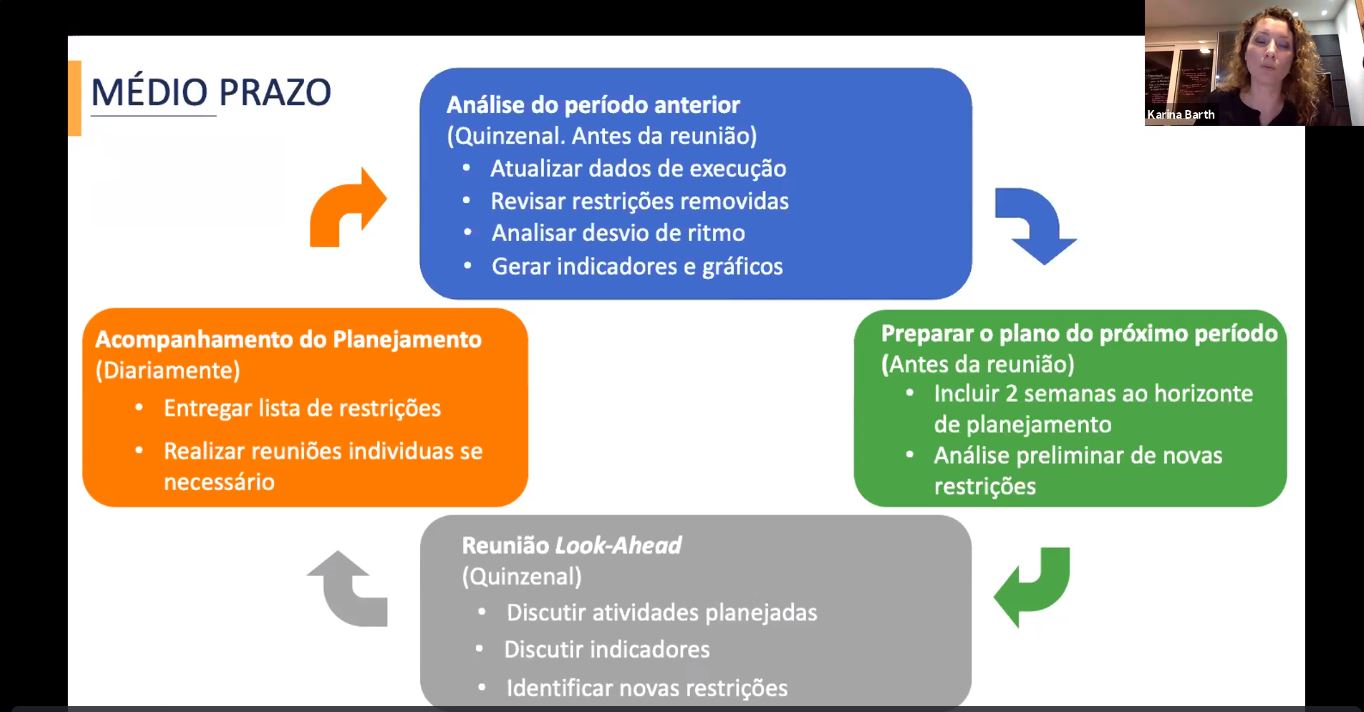 MÉDIO PRAZO
Karina Barth
Análise do período anterior
(Quinzenal. Antes da reunião)
• Atualizar dados de execução
• Revisar restrições removidas
• Analisar desvio de ritmo
• Gerar indicadores e gráficos
Preparar o plano do próximo período
(Antes da reunião)
• Incluir 2 semanas ao horizonte
de planejamento
• Análise preliminar de novas
restrições
Reunião Look-Ahead
(Quinzenal)
• Discutir atividades planejadas
• Discutir indicadores
• Identificar novas restrições
Acompanhamento do Planejamento
(Diariamente)
• Entregar lista de restrições
• Realizar reuniões individuas se
necessário